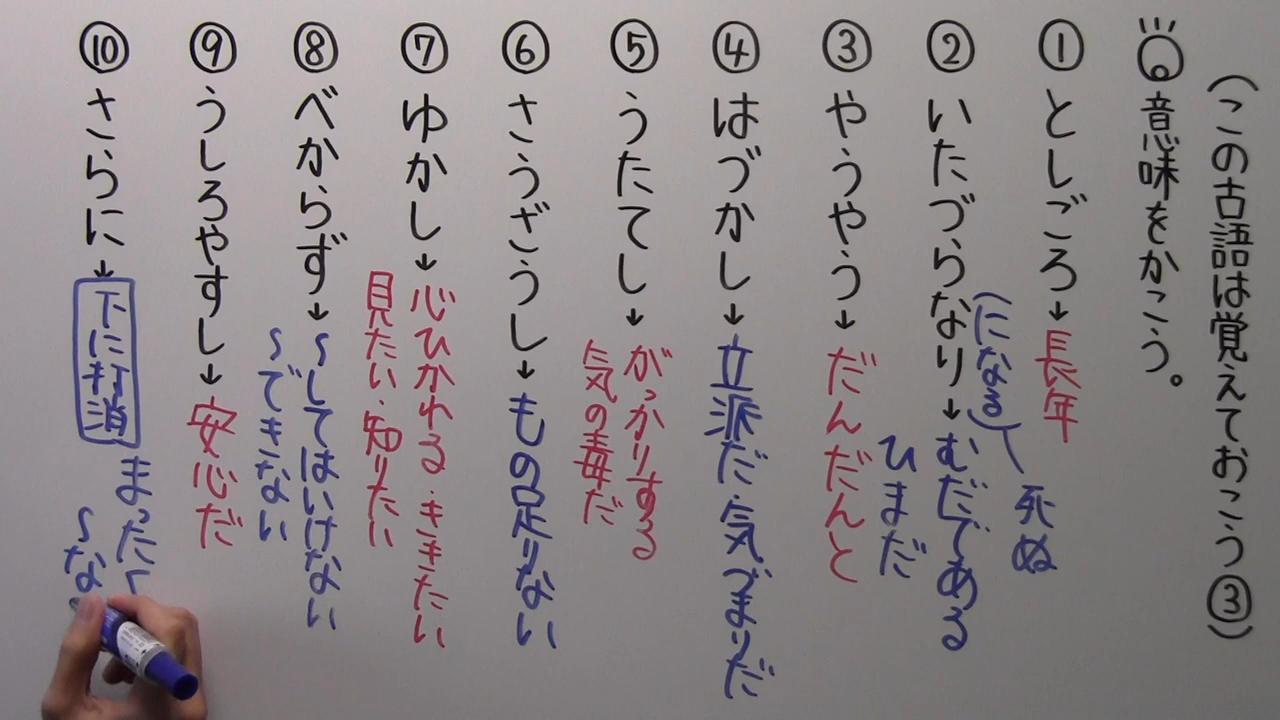 (この古語は覚えておこう③)
意味をかこう。
①としごろ→長年
②いたづらなり→むだである
ひまだ
(になる)
死ぬ
③やうやう→だんだんと
④はづかし→立派だ・気づまりだ
⑤うたてし→がっかりする
気の毒だ
⑥さうざうし→もの足りない
⑦ゆかし→心ひかれる・ききたい
見たい・知りたい
⑧べからず→〜してはいけない
〜できない
⑨うしろやすし→安心だ
⑩さらに→下に打消
まったく
〜な